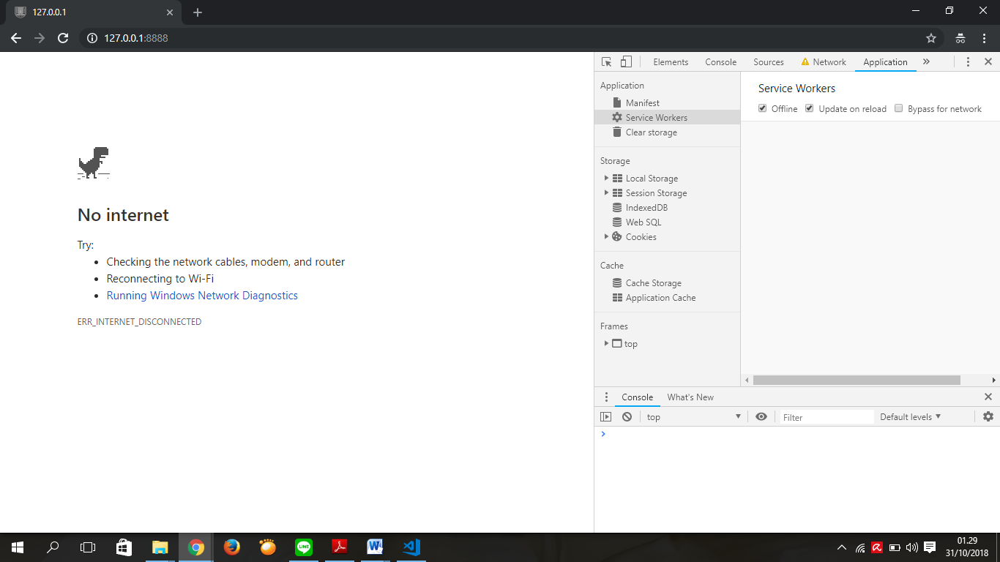 127.0.0.1
127.0.0.1:8888
No internet
Try:
Checking the network cables, modem, and router
Reconnecting to Wi-Fi
Running Windows Network Diagnostics
ERR_INTERNET_DISCONNECTED
Elements Console Sources Network Application
Application
Manifest
Service Workers
Clear storage
Storage
Local Storage
Session Storage
IndexedDB
Web SQL
Cookies
Cache
Cache Storage
Application Cache
Frames
top
Service Workers
Offline Update on reload Bypass for network
Console What's New
top Filter Default levels
LINE
01.29
31/10/2018